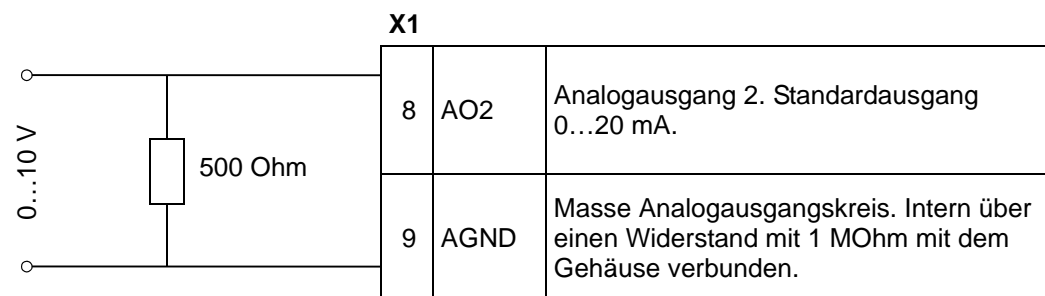 X1
8
AO2
Analogausgang 2. Standardausgang
0…20 mA.
0…10 V
500 Ohm
9
AGND
Masse Analogausgangskreis. Intern über
einen Widerstand mit 1 MOhm mit dem
Gehäuse verbunden.